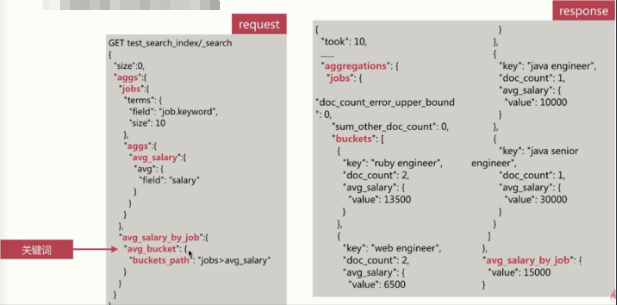 request
GET test_search_index/_search
{
"size":0,
"aggs":{
"jobs":{
"terms": {
"field": "job.keyword",
"size": 10
},
"aggs":{
"avg_salary":{
"avg": {
"field": "salary"
}
}
}
},
"avg_salary_by_job":{
"avg_bucket": {
"buckets_path": "jobs>avg_salary"
}
}
}
关键词
response
{
"took": 10,
......
"aggregations": {
"jobs": {
"doc_count_error_upper_bound
": 0,
"sum_other_doc_count": 0,
"buckets": [
{
"key": "ruby engineer",
"doc_count": 2,
"avg_salary": {
"value": 13500
}
},
{
"key": "web engineer",
"doc_count": 2,
"avg_salary": {
"value": 6500
}
},
{
"key": "java engineer",
"doc_count": 1,
"avg_salary": {
"value": 10000
}
},
{
"key": "java senior
engineer",
"doc_count": 1,
"avg_salary": {
"value": 30000
}
}
]
},
"avg_salary_by_job": {
"value": 15000
}
}